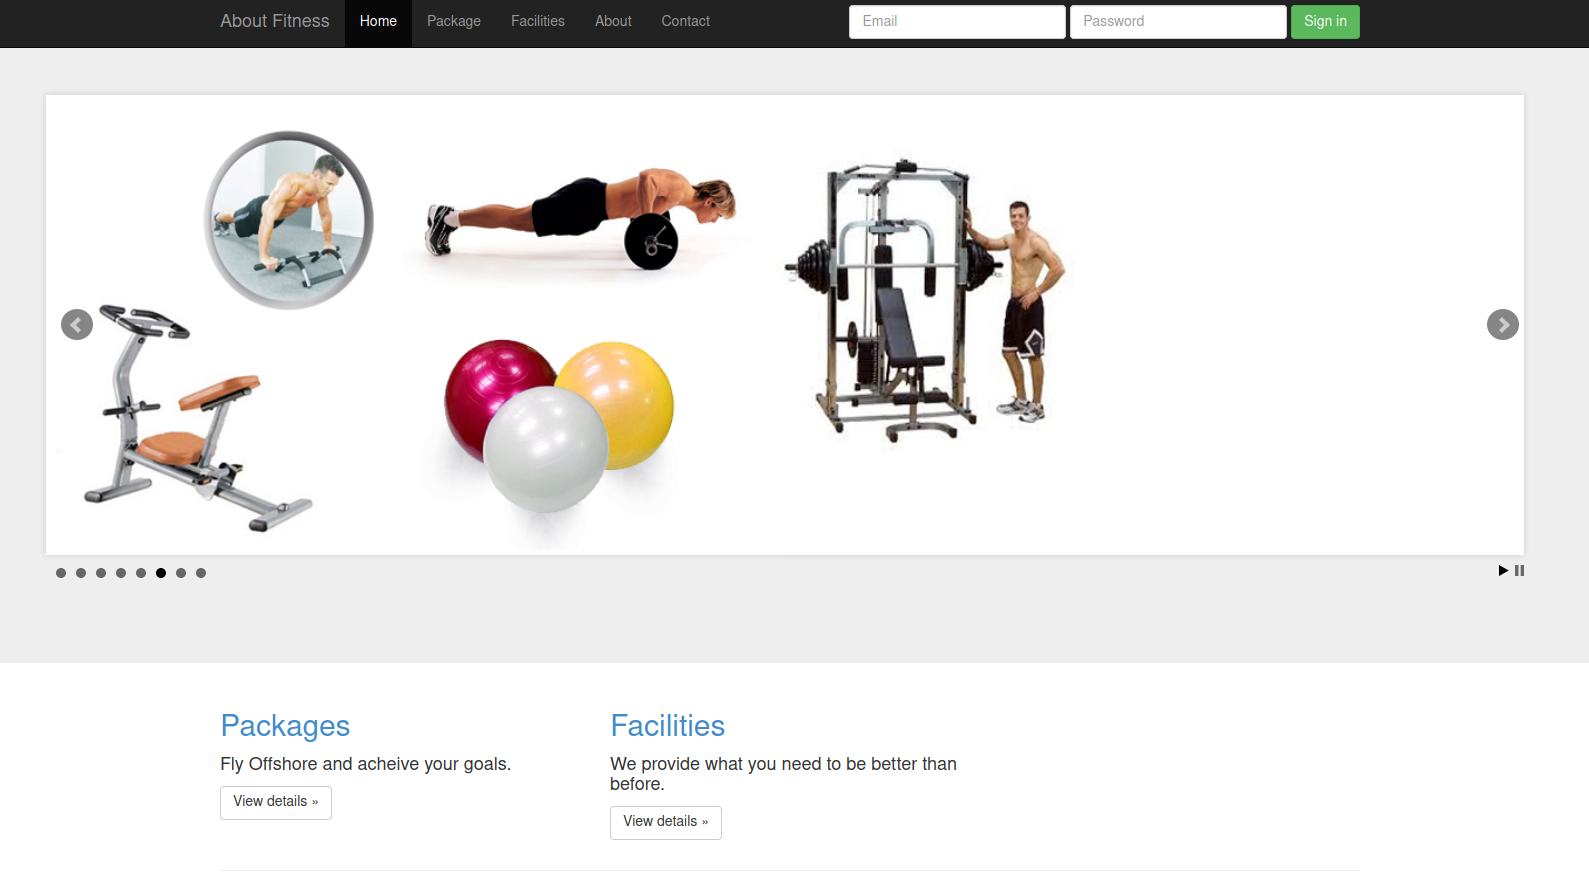 About Fitness Home Package Facilities About Contact Email Password Sign in
Packages
Fly Offshore and acheive your goals.
View details »
Facilities
We provide what you need to be better than
before.
View details »